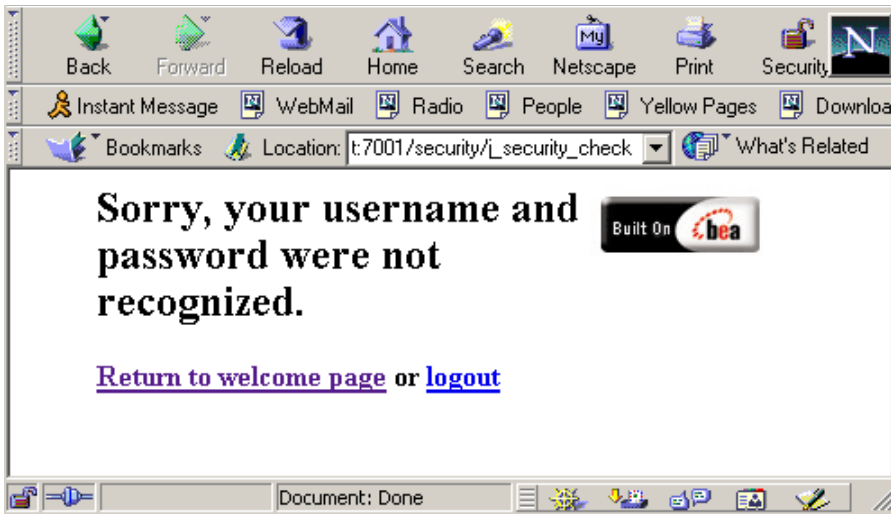 Back Forward Reload Home Search Netscape Print Security
My
N
Instant Message WebMail Radio People Yellow Pages Downloa
Bookmarks Location: t:7001/security/j_security_check What's Related
Sorry, your username and
password were not
recognized.
Built On bea
Return to welcome page or logout
Document: Done